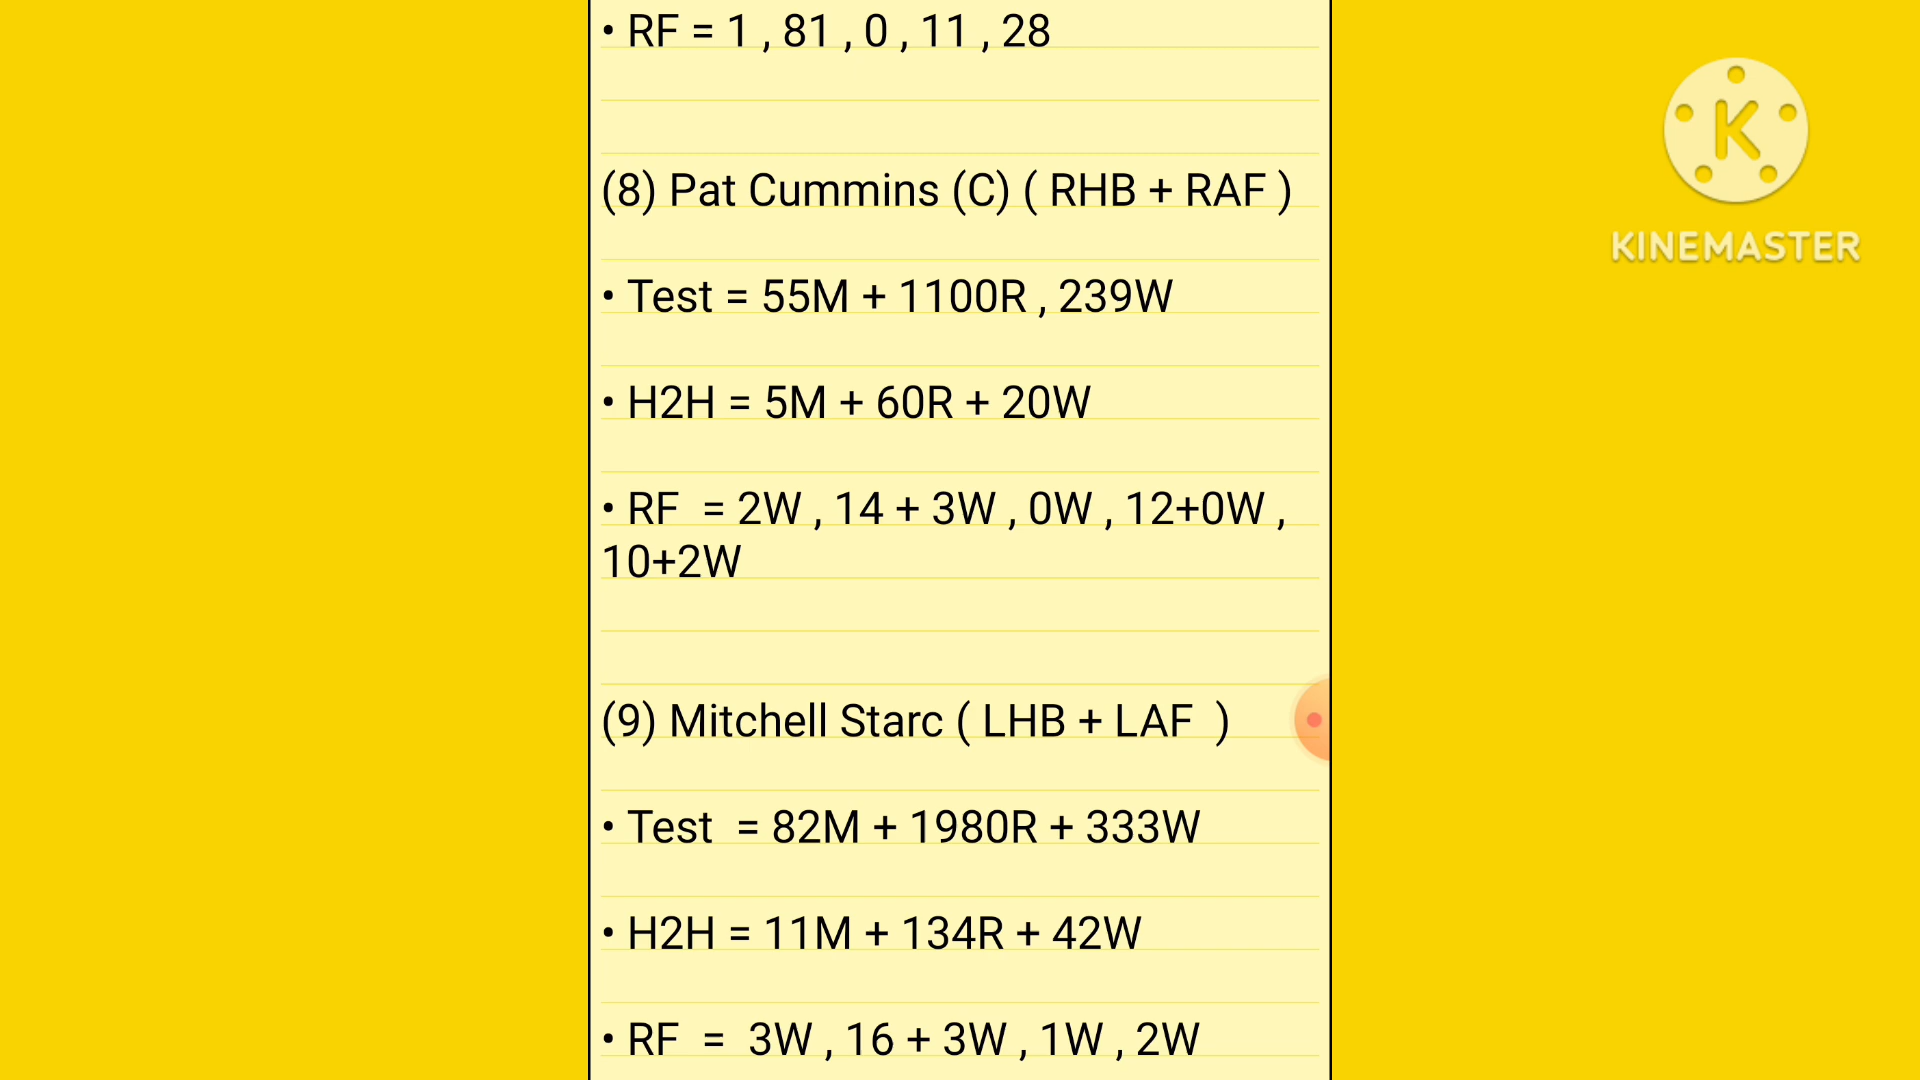 • RF = 1 , 81 , 0 , 11 , 28
(8) Pat Cummins (C) ( RHB + RAF )
• Test = 55M + 1100R , 239W
• H2H = 5M + 60R + 20W
• RF  = 2W , 14 + 3W , 0W , 12+0W ,
10+2W
(9) Mitchell Starc ( LHB + LAF  )
• Test  = 82M + 1980R + 333W
• H2H = 11M + 134R + 42W
• RF  =  3W , 16 + 3W , 1W , 2W
K
KINEMASTER